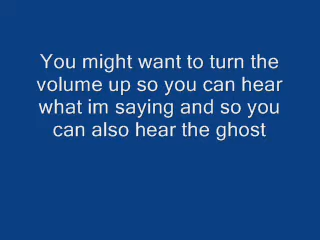 You might want to turn the
volume up so you can hear
what im saying and so you
can also hear the ghost